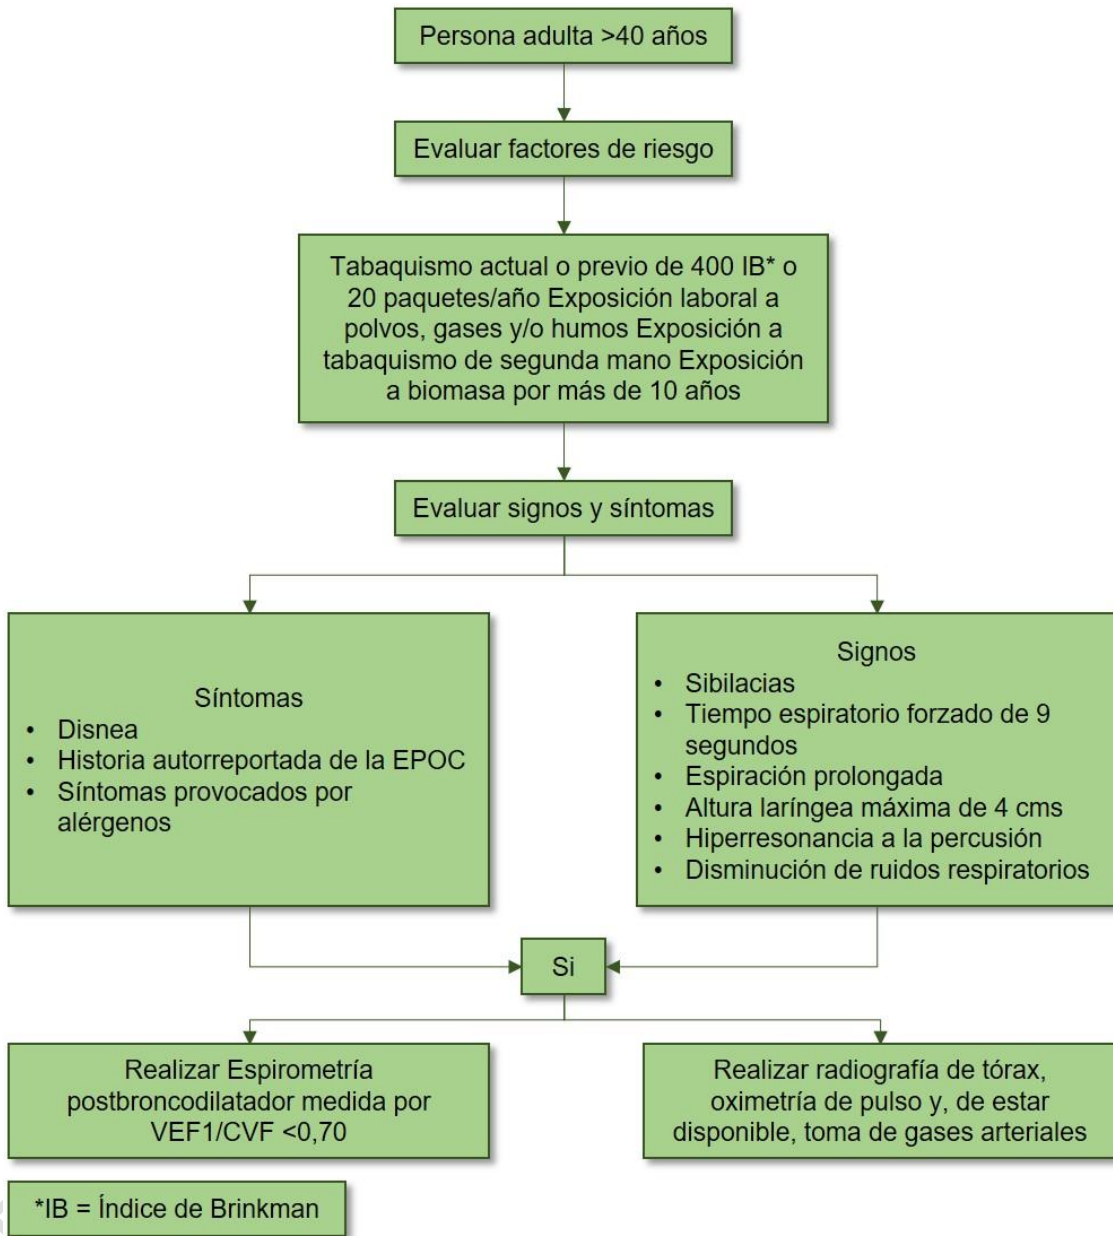 Persona adulta >40 años
Evaluar factores de riesgo
Tabaquismo actual o previo de 400 IB* o
20 paquetes/año Exposición laboral a
polvos, gases y/o humos Exposición a
tabaquismo de segunda mano Exposición
a biomasa por más de 10 años
Evaluar signos y síntomas
Síntomas
• Disnea
• Historia autorreportada de la EPOC
• Síntomas provocados por
alérgenos
Signos
• Sibilacias
• Tiempo espiratorio forzado de 9
segundos
• Espiración prolongada
• Altura laríngea máxima de 4 cms
• Hiperresonancia a la percusión
• Disminución de ruidos respiratorios
Si
Realizar Espirometría
postbroncodilatador medida por
VEF1/CVF <0,70
Realizar radiografía de tórax,
oximetría de pulso y, de estar
disponible, toma de gases arteriales
*IB = Índice de Brinkman